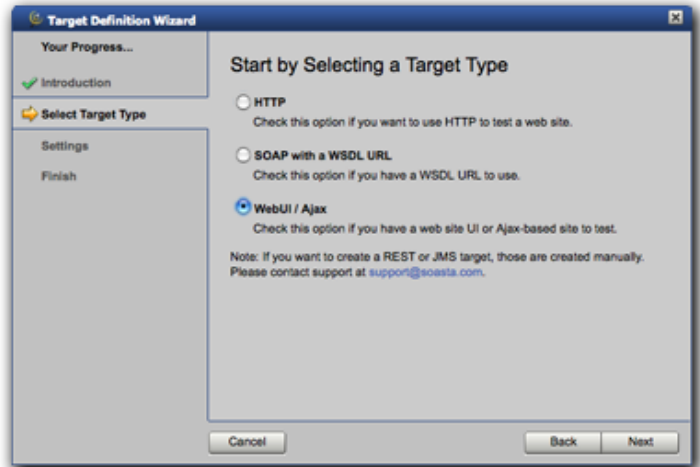 Target Definition Wizard
Your Progress...
Introduction
Select Target Type
Settings
Finish
Start by Selecting a Target Type
HTTP
Check this option if you want to use HTTP to test a web site.
SOAP with a WSDL URL
Check this option if you have a WSDL URL to use.
WebUI / Ajax
Check this option if you have a web site UI or Ajax-based site to test.
Note: If you want to create a REST or JMS target, those are created manually.
Please contact support at support@soasta.com.
Cancel
Back
Next